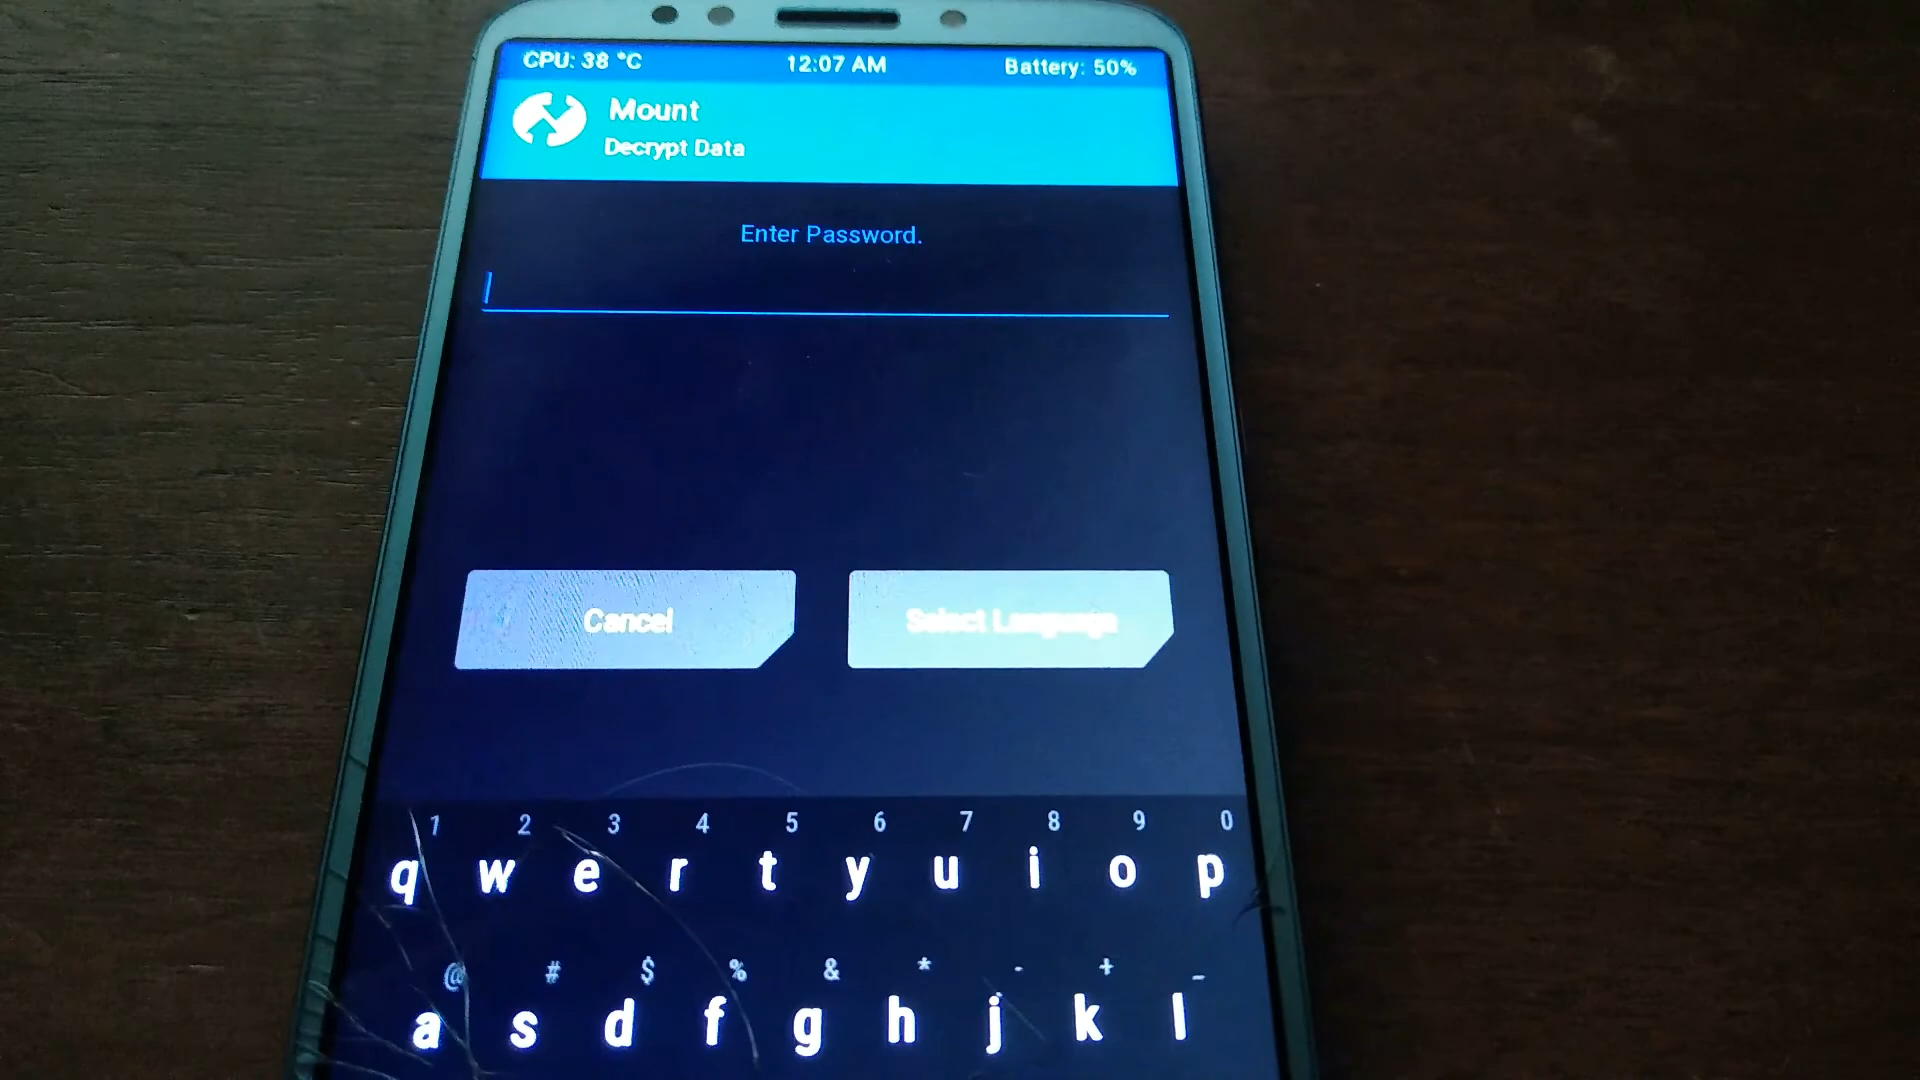 CPU: 38 °C 12:07 AM Battery: 50%
Mount
Decrypt Data
Enter Password.
Cancel Select Language
1 2 3 4 5 6 7 8 9 0
q w e r t y u i o p
@ # $ % & * - + _
a s d f g h j k l